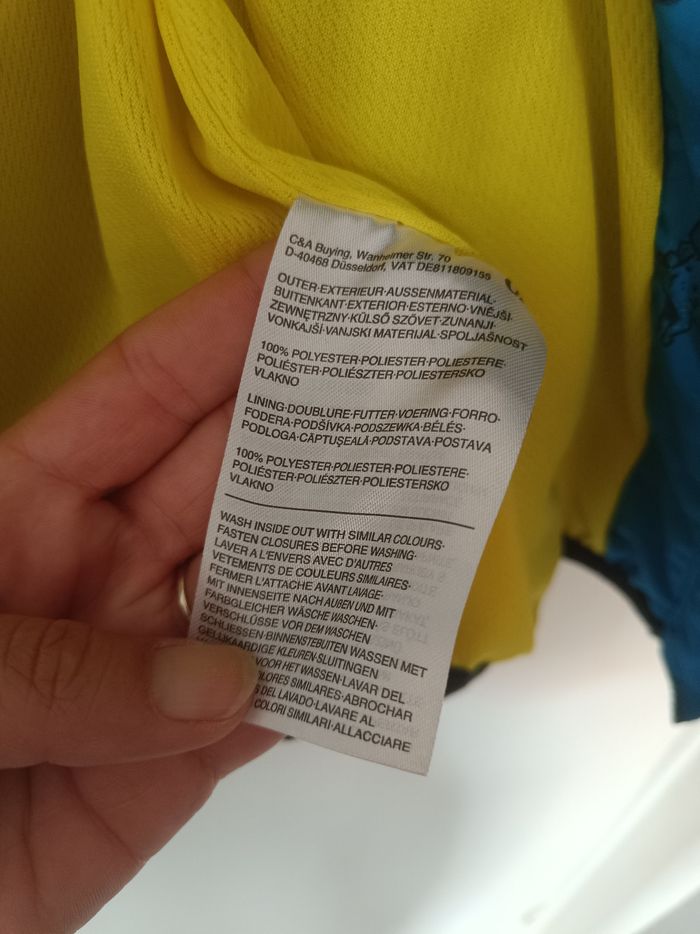 C&A Buying, Wanheimer Str. 70
D-40468 Düsseldorf, VAT DE811809155
OUTER·EXTERIEUR·AUSSENMATERIAL·
BUITENKANT·EXTERIOR·ESTERNO·VNĚJŠÍ·
ZEWNĘTRZNY·KÜLSŐ SZÖVET·ZUNANJI·
VONKAJŠÍ·VANJSKI MATERIJAL·SPOLJAŠNOST
100% POLYESTER·POLIESTER·POLIESTERE·
POLIÉSTER·POLIÉSZTER·POLIESTERSKO
VLAKNO
LINING·DOUBLURE·FUTTER·VOERING·FORRO·
FODERA·PODŠÍVKA·PODSZEWKA·BÉLÉS·
PODLOGA·CĂPTUŞEALĂ·PODSTAVA·POSTAVA
100% POLYESTER·POLIESTER·POLIESTERE·
POLIÉSTER·POLIÉSZTER·POLIESTERSKO
VLAKNO
WASH INSIDE OUT WITH SIMILAR COLOURS·
FASTEN CLOSURES BEFORE WASHING·
LAVER A L'ENVERS AVEC D'AUTRES
VETEMENTS DE COULEURS SIMILAIRES·
FERMER L'ATTACHE AVANT LAVAGE·
MIT INNENSEITE NACH AUßEN UND MIT
FARBGLEICHER WÄSCHE WASCHEN·
VERSCHLÜSSE VOR DEM WASCHEN
SCHLIESSEN·BINNENSTEBUITEN WASSEN MET
GELIJKAARDIGE KLEUREN·SLUITINGEN
VOOR HET WASSEN·LAVAR DEL
COLORES SIMILARES·ABROCHAR
DEL LAVADO·LAVARE AL
COLORI SIMILARI·ALLACCIARE